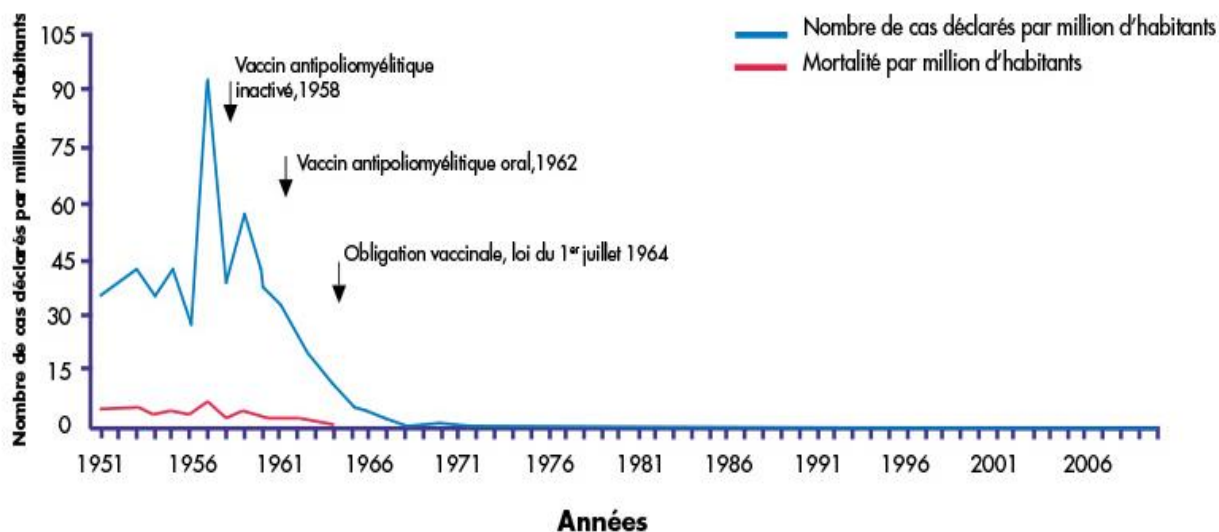 Nombre de cas déclarés par million d'habitants
105
90
75
60
45
30
15
0
Nombre de cas déclarés par million d'habitants
Mortalité par million d'habitants
Vaccin antipoliomyélitique
inactivé,1958
Vaccin antipoliomyélitique oral,1962
Obligation vaccinale, loi du 1er juillet 1964
1951 1956 1961 1966 1971 1976 1981 1986 1991 1996 2001 2006
Années